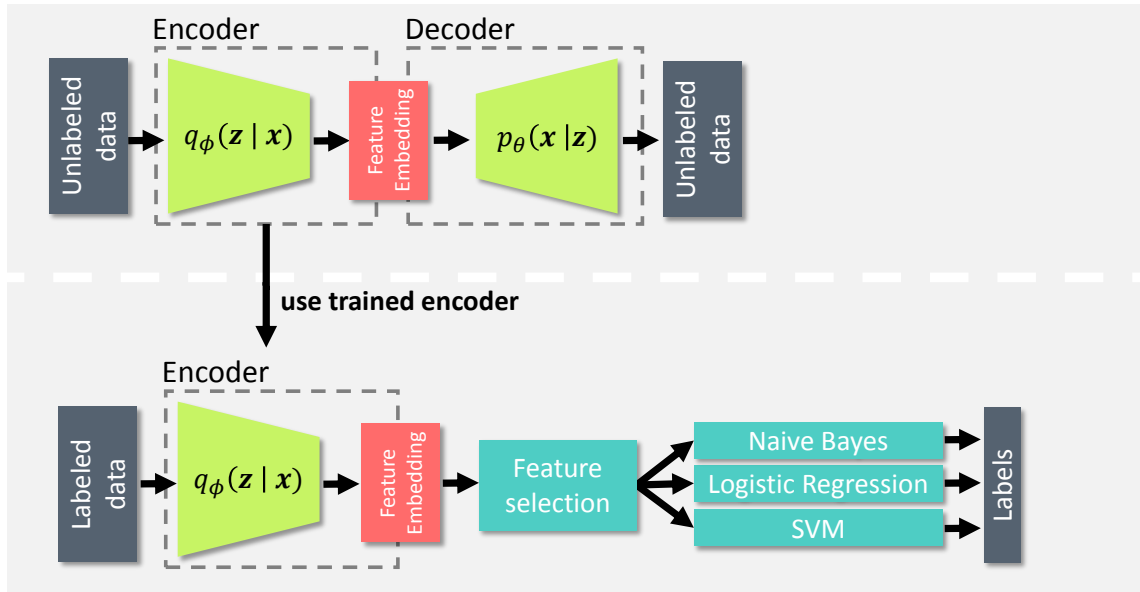 Encoder
Decoder
Unlabeled
data
qϕ(z | x)
Feature
Embedding
pθ(x |z)
Unlabeled
data
use trained encoder
Encoder
Labeled
data
qϕ(z | x)
Feature
Embedding
Feature
selection
Naive Bayes
Logistic Regression
SVM
Labels